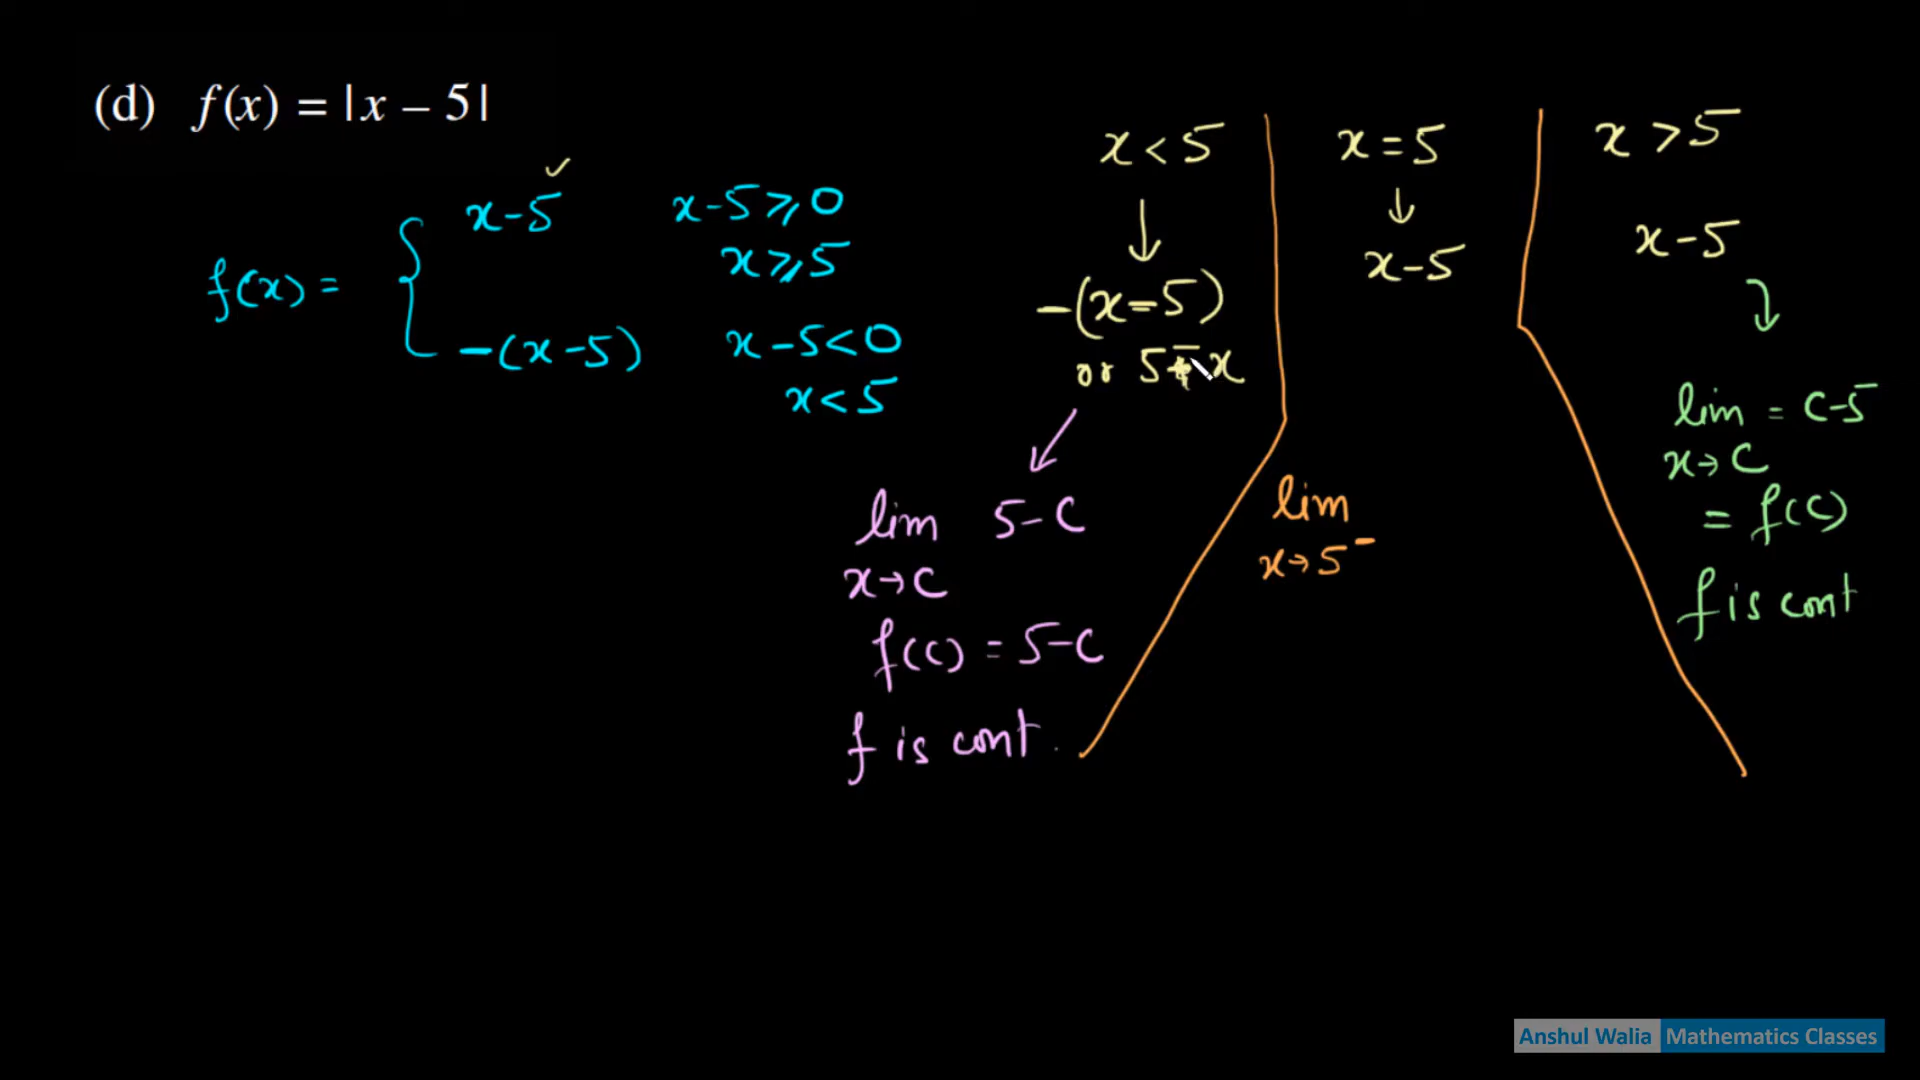 (d) f(x) = |x – 5|
f(x) = { x-5 ✓ x-5 ⩾ 0
x ⩾ 5
-(x-5) x-5 < 0
x < 5
x < 5
↓
-(x-5)
or 5-x
lim 5-C
x→C
f(C) = 5-C
f is cont.
x = 5
↓
x-5
lim
x→5⁻
x > 5
x-5
lim = C-5
x→C
= f(C)
f is cont
Anshul Walia Mathematics Classes